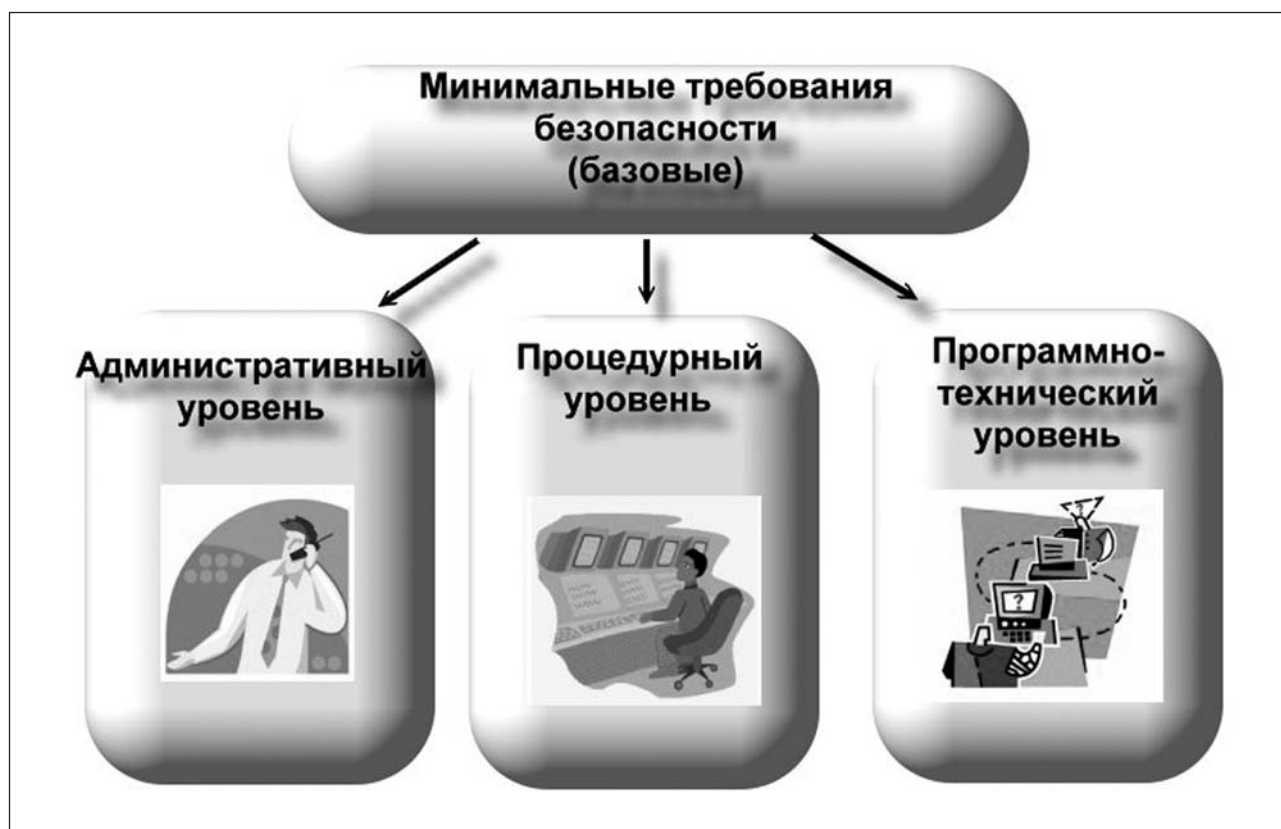 Минимальные требования
безопасности
(базовые)
Административный
уровень
Процедурный
уровень
Программно-
технический
уровень
?
?